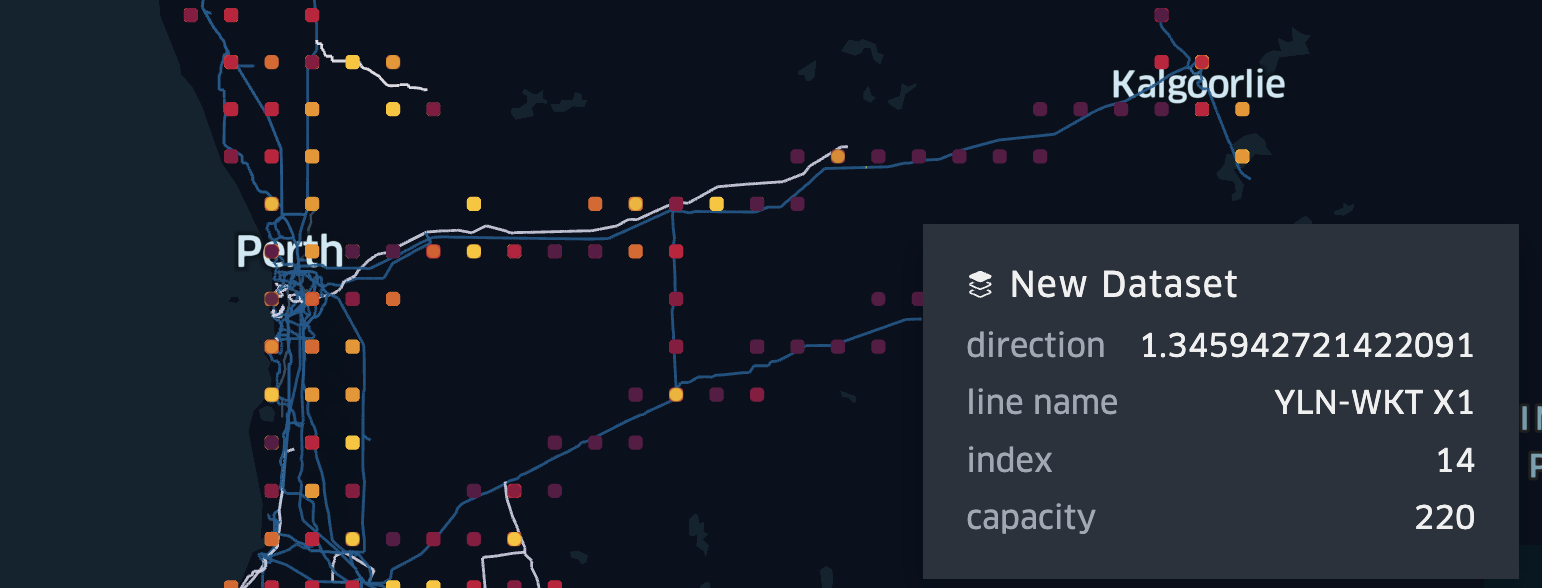 Kalgoorlie
Perth
New Dataset
direction 1.345942721422091
line name YLN-WKT X1
index 14
capacity 220